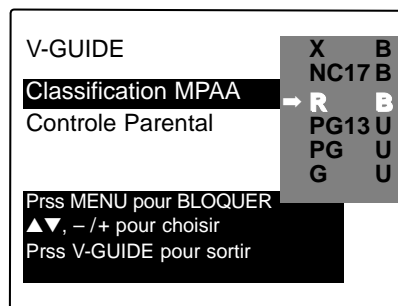 V-GUIDE
Classification MPAA
Controle Parental
X B
NC17 B
➡ R B
PG13 U
PG U
G U
Prss MENU pour BLOQUER
▲▼, – /+ pour choisir
Prss V-GUIDE pour sortir